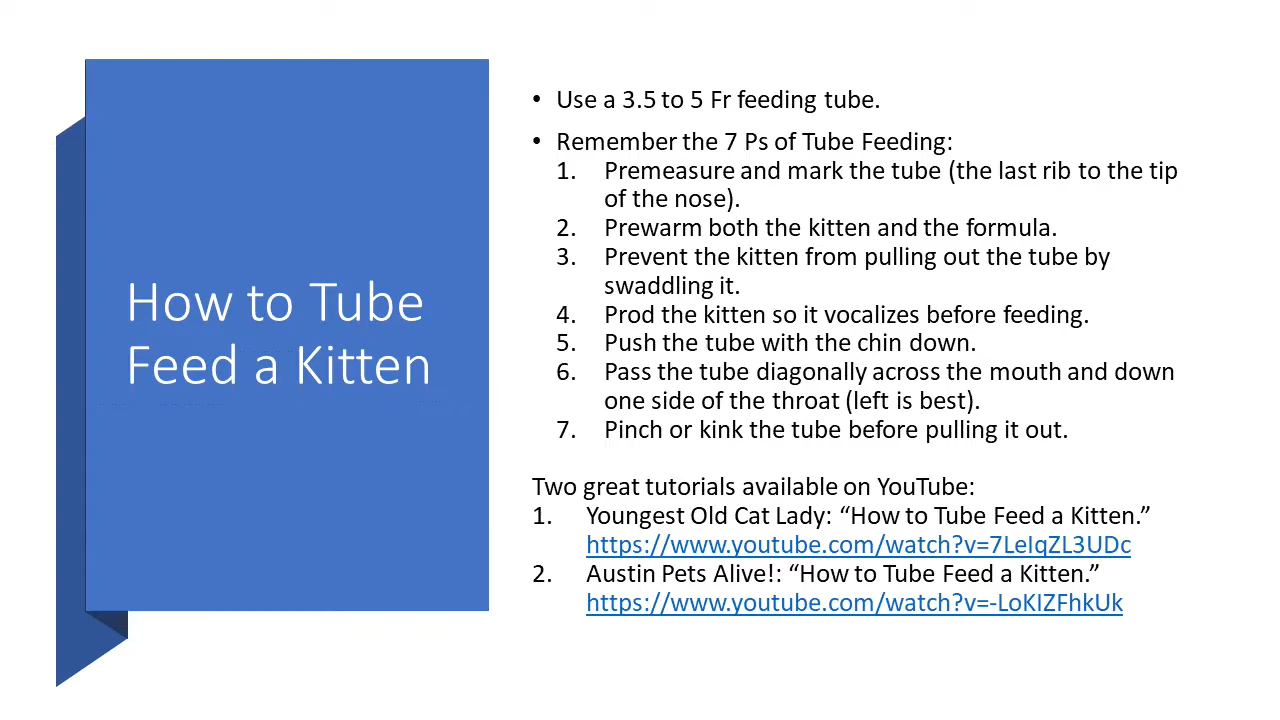 How to Tube
Feed a Kitten
• Use a 3.5 to 5 Fr feeding tube.
• Remember the 7 Ps of Tube Feeding:
1. Premeasure and mark the tube (the last rib to the tip
of the nose).
2. Prewarm both the kitten and the formula.
3. Prevent the kitten from pulling out the tube by
swaddling it.
4. Prod the kitten so it vocalizes before feeding.
5. Push the tube with the chin down.
6. Pass the tube diagonally across the mouth and down
one side of the throat (left is best).
7. Pinch or kink the tube before pulling it out.
Two great tutorials available on YouTube:
1. Youngest Old Cat Lady: “How to Tube Feed a Kitten.”
https://www.youtube.com/watch?v=7LeIqZL3UDc
2. Austin Pets Alive!: “How to Tube Feed a Kitten.”
https://www.youtube.com/watch?v=-LoKIZFhkUk